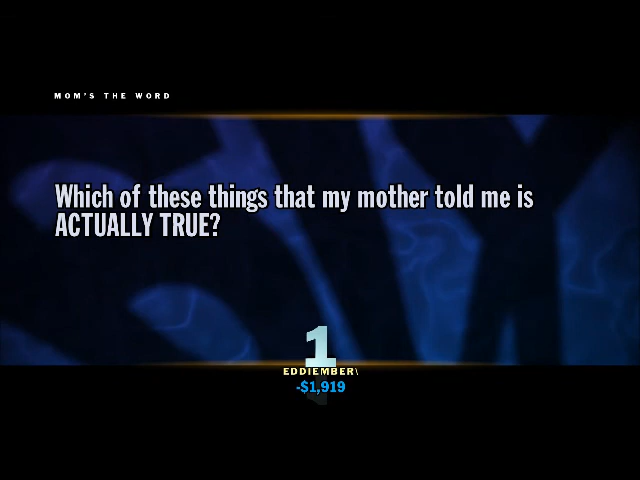 MOM'S THE WORD
Which of these things that my mother told me is
ACTUALLY TRUE?
1
EDDIEMBER\
-$1,919